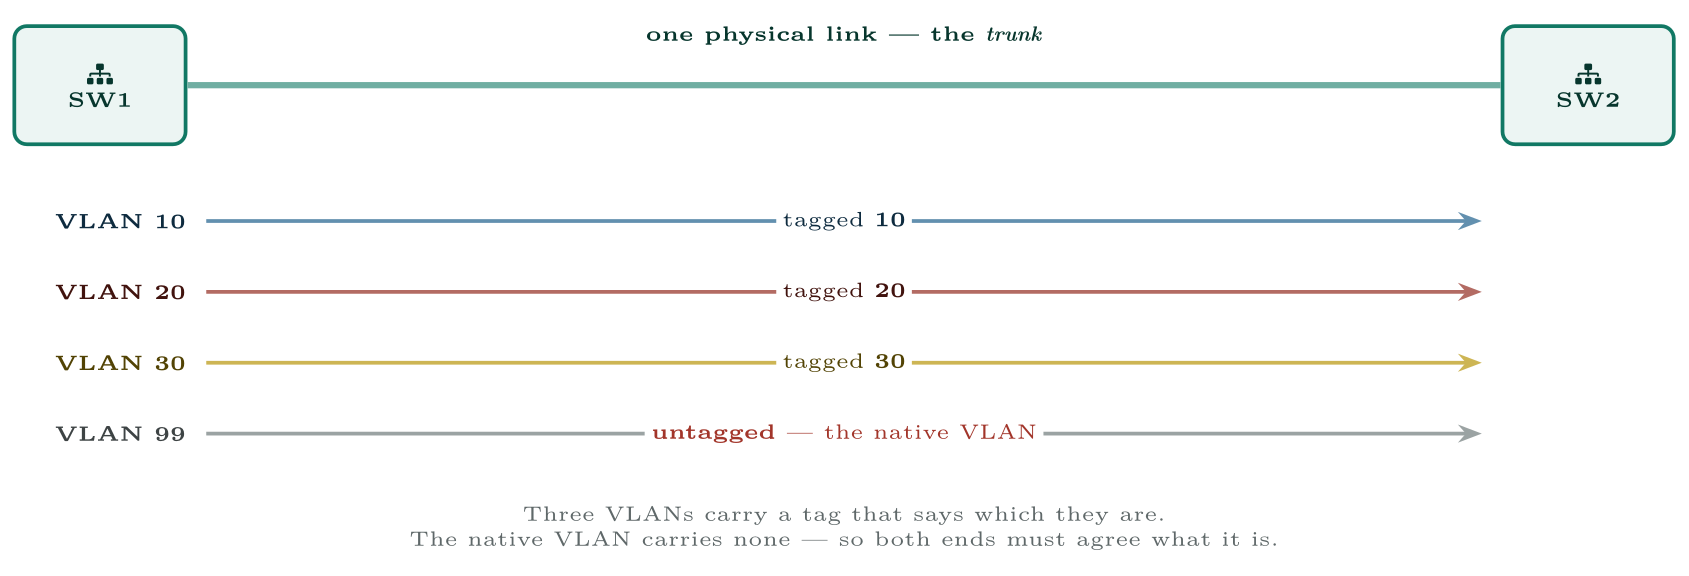 one physical link — the trunk
SW1
SW2
VLAN 10
tagged 10
VLAN 20
tagged 20
VLAN 30
tagged 30
VLAN 99
untagged — the native VLAN
Three VLANs carry a tag that says which they are.
The native VLAN carries none — so both ends must agree what it is.